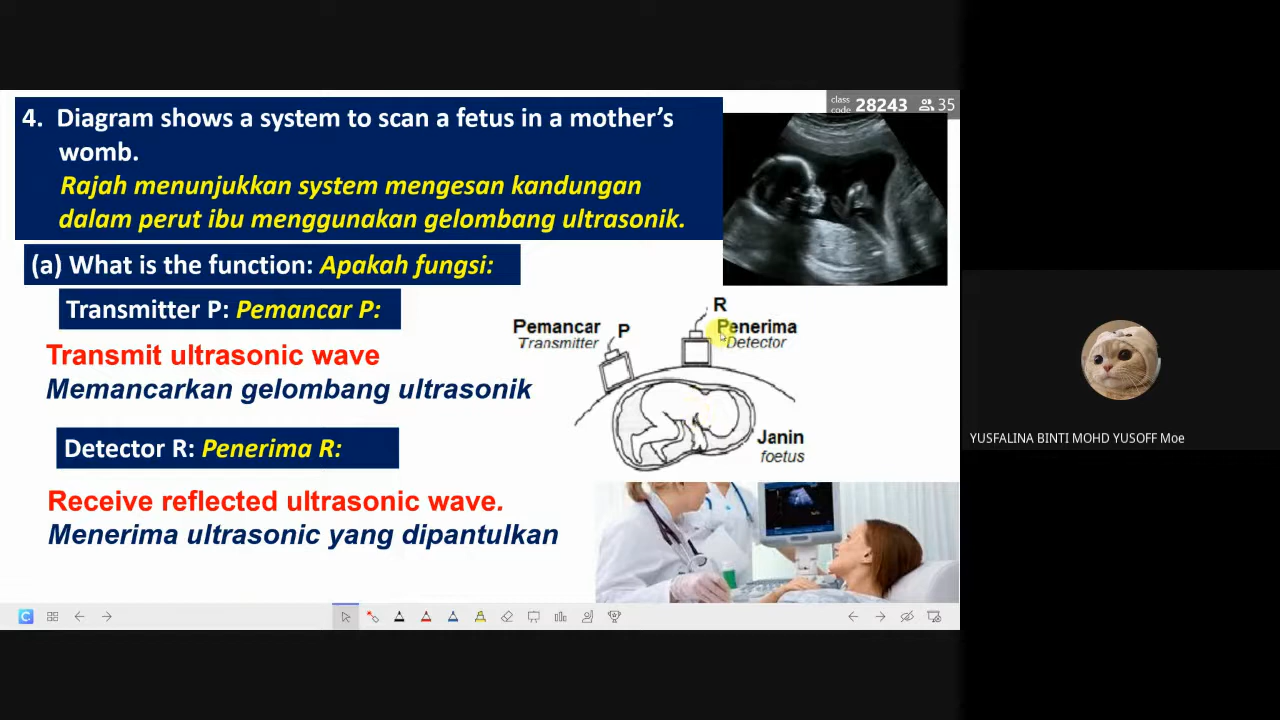 class code 28243 35
4. Diagram shows a system to scan a fetus in a mother’s
womb.
Rajah menunjukkan system mengesan kandungan
dalam perut ibu menggunakan gelombang ultrasonik.
(a) What is the function: Apakah fungsi:
Transmitter P: Pemancar P:
Transmit ultrasonic wave
Memancarkan gelombang ultrasonik
Detector R: Penerima R:
Receive reflected ultrasonic wave.
Menerima ultrasonic yang dipantulkan
R
Pemancar P
Transmitter
Penerima
Detector
Janin
foetus
C
YUSFALINA BINTI MOHD YUSOFF Moe